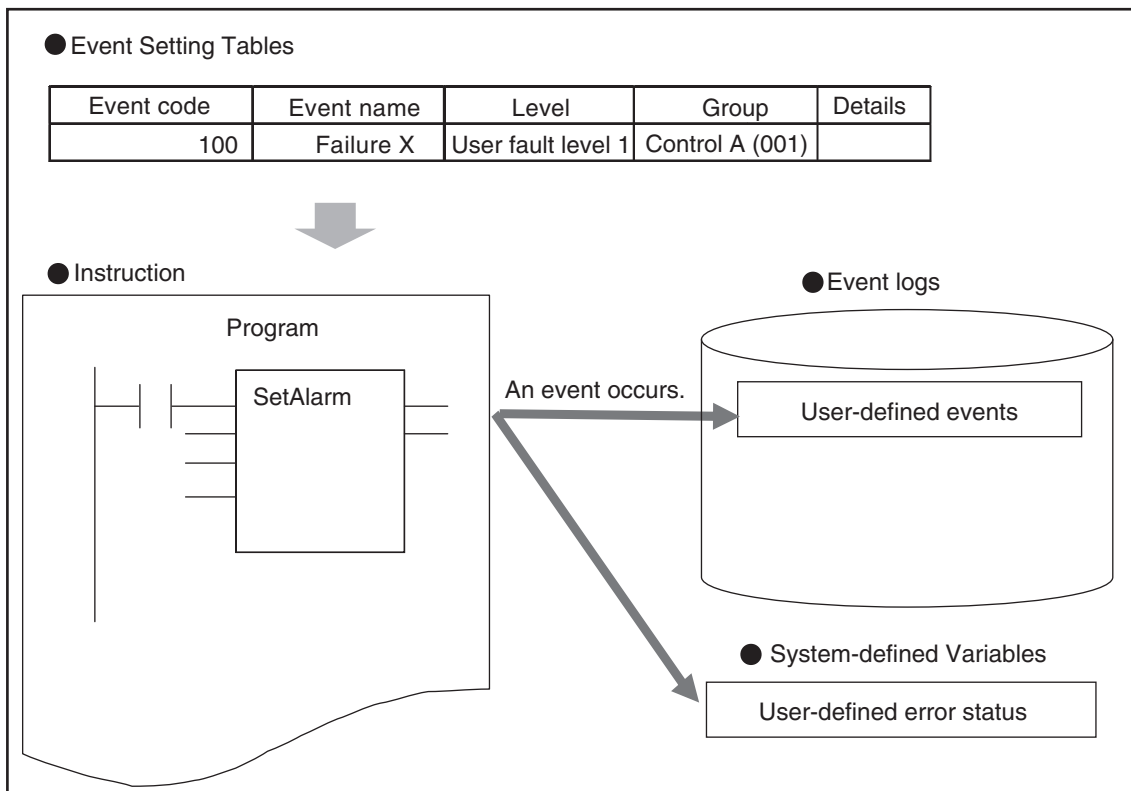 ● Event Setting Tables
Event code Event name Level Group Details
100 Failure X User fault level 1 Control A (001)
● Instruction
● Event logs
Program
SetAlarm
An event occurs.
User-defined events
● System-defined Variables
User-defined error status